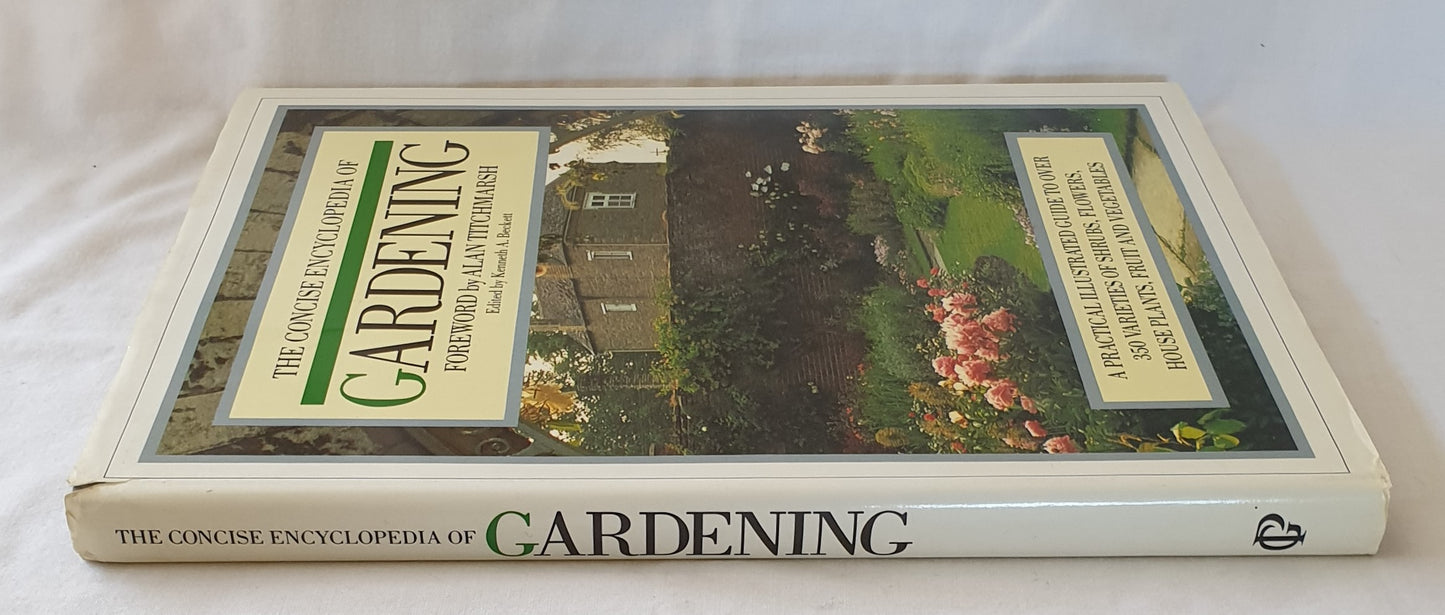 THE CONCISE ENCYCLOPEDIA OF
GARDENING
FOREWORD by ALAN TITCHMARSH
Edited by Kenneth A. Beckett
A PRACTICAL ILLUSTRATED GUIDE TO OVER
350 VARIETIES OF SHRUBS, FLOWERS,
HOUSE PLANTS, FRUIT AND VEGETABLES
THE CONCISE ENCYCLOPEDIA OF GARDENING